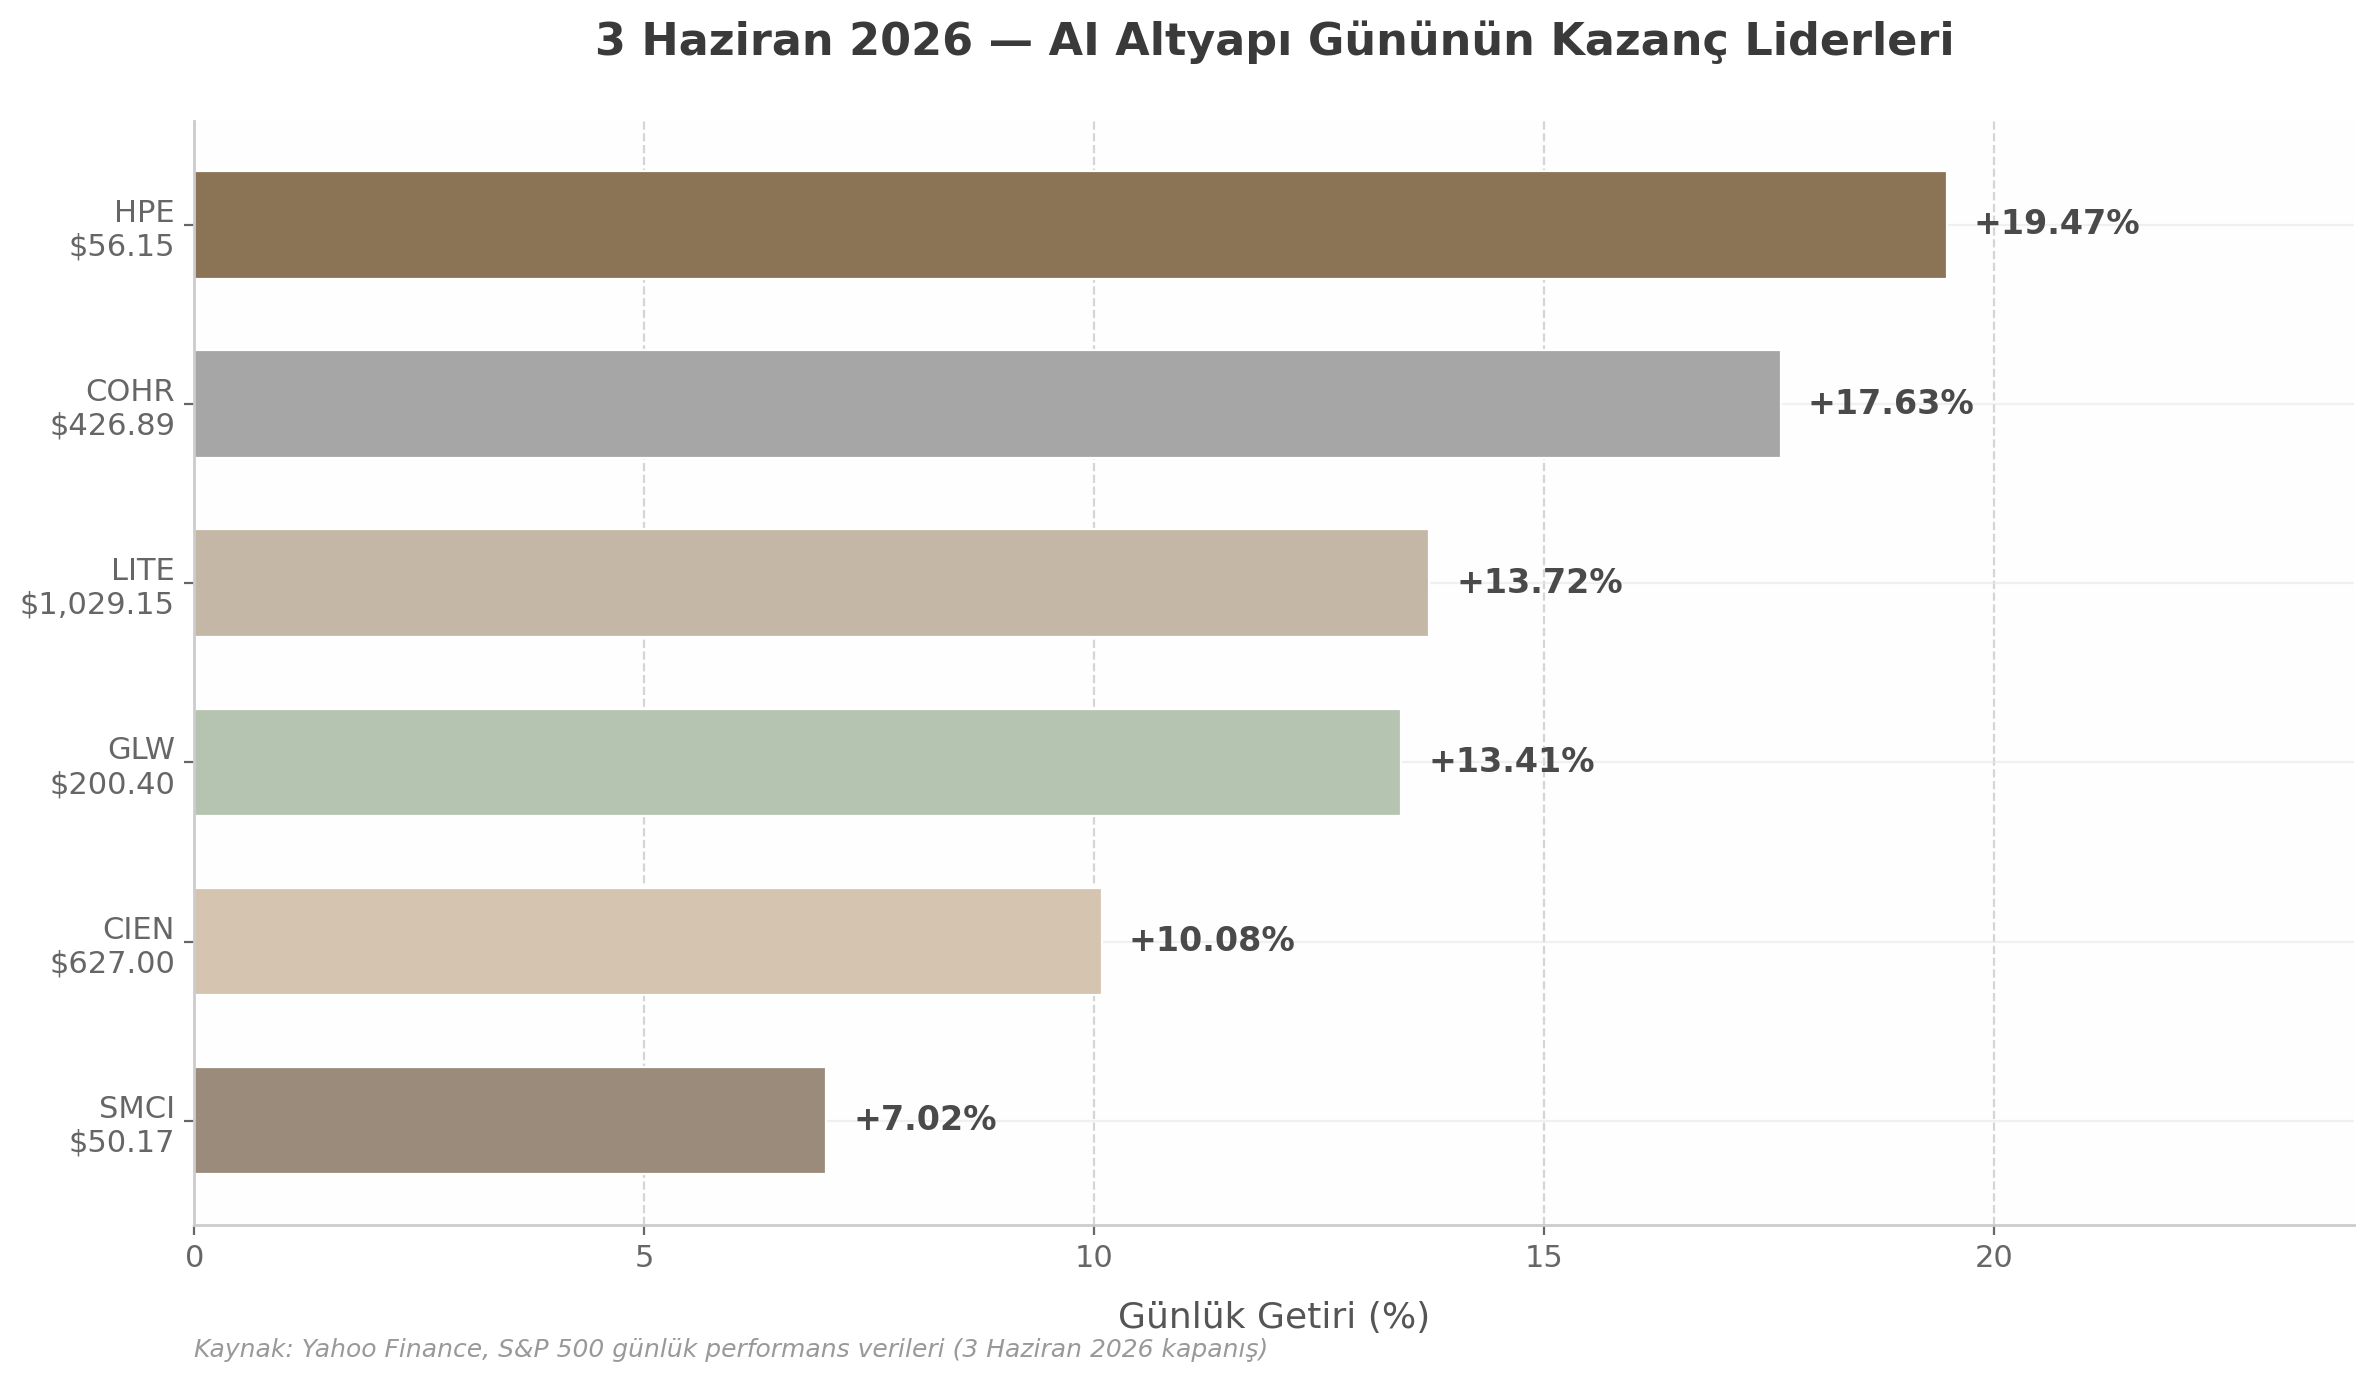 3 Haziran 2026 — AI Altyapı Gününün Kazanç Liderleri
HPE
$56.15
+19.47%
COHR
$426.89
+17.63%
LITE
$1,029.15
+13.72%
GLW
$200.40
+13.41%
CIEN
$627.00
+10.08%
SMCI
$50.17
+7.02%
0 5 10 15 20
Günlük Getiri (%)
Kaynak: Yahoo Finance, S&P 500 günlük performans verileri (3 Haziran 2026 kapanış)